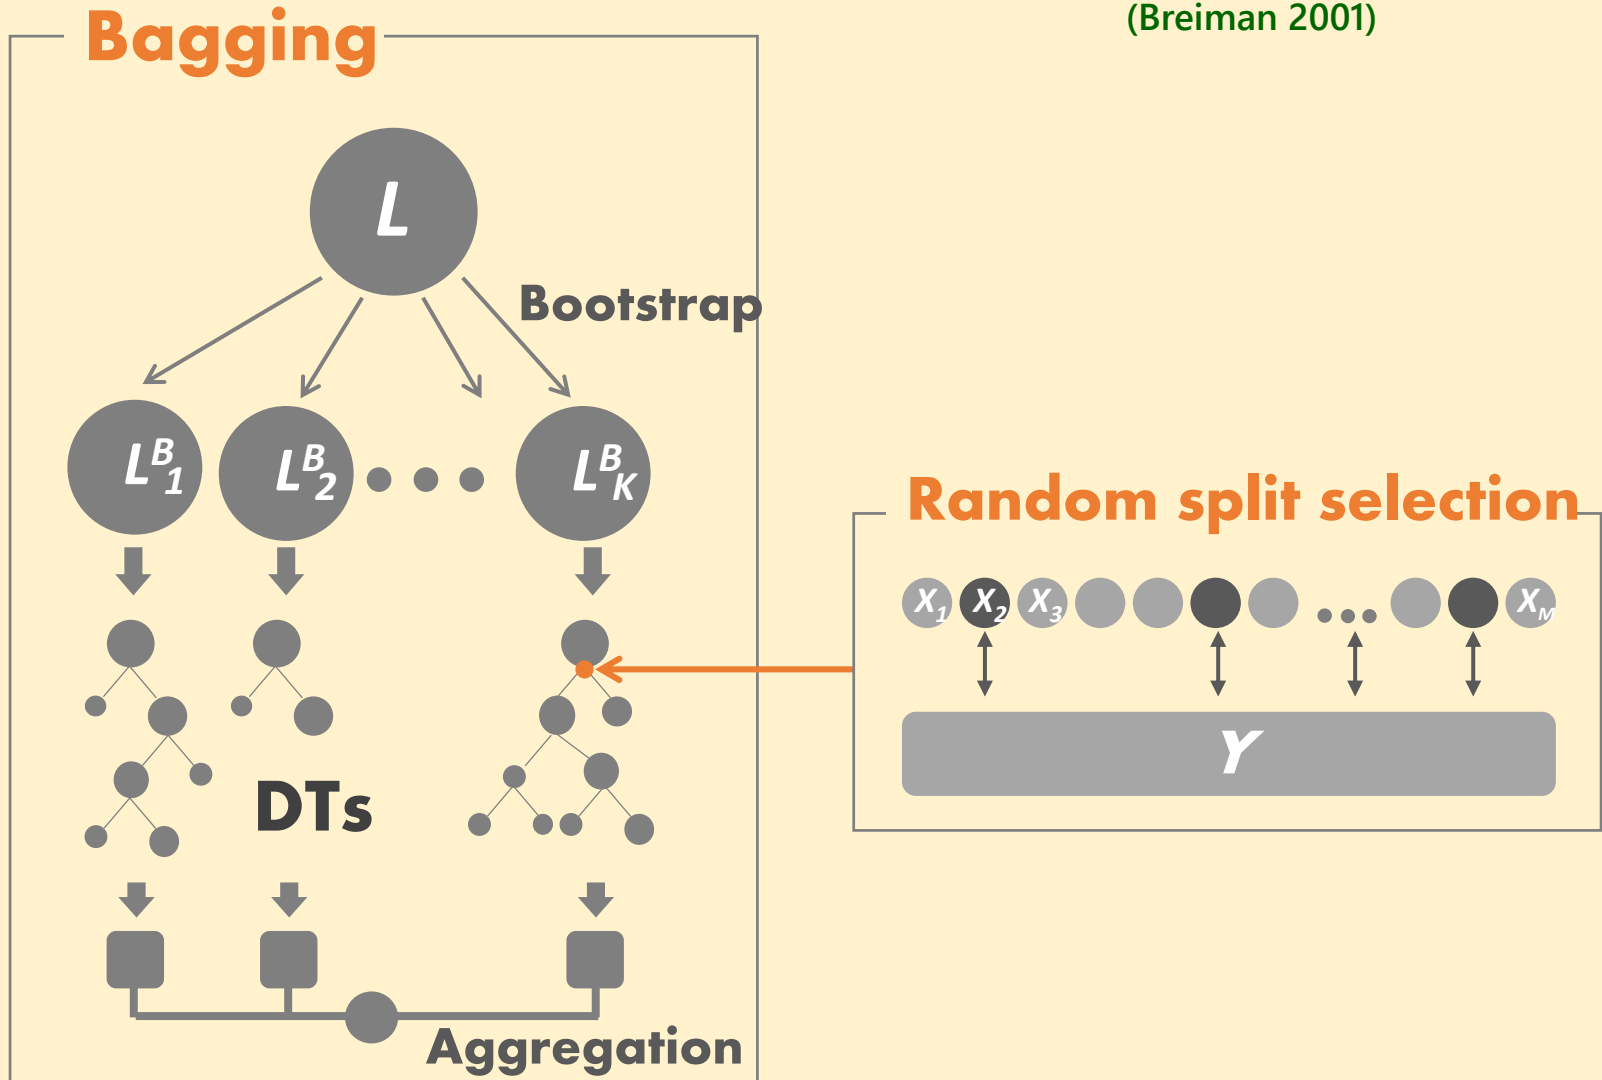 (Breiman 2001)
Bagging
L
Bootstrap
L^B_1 L^B_2 L^B_K
Random split selection
X_1 X_2 X_3 X_M
Y
DTs
Aggregation